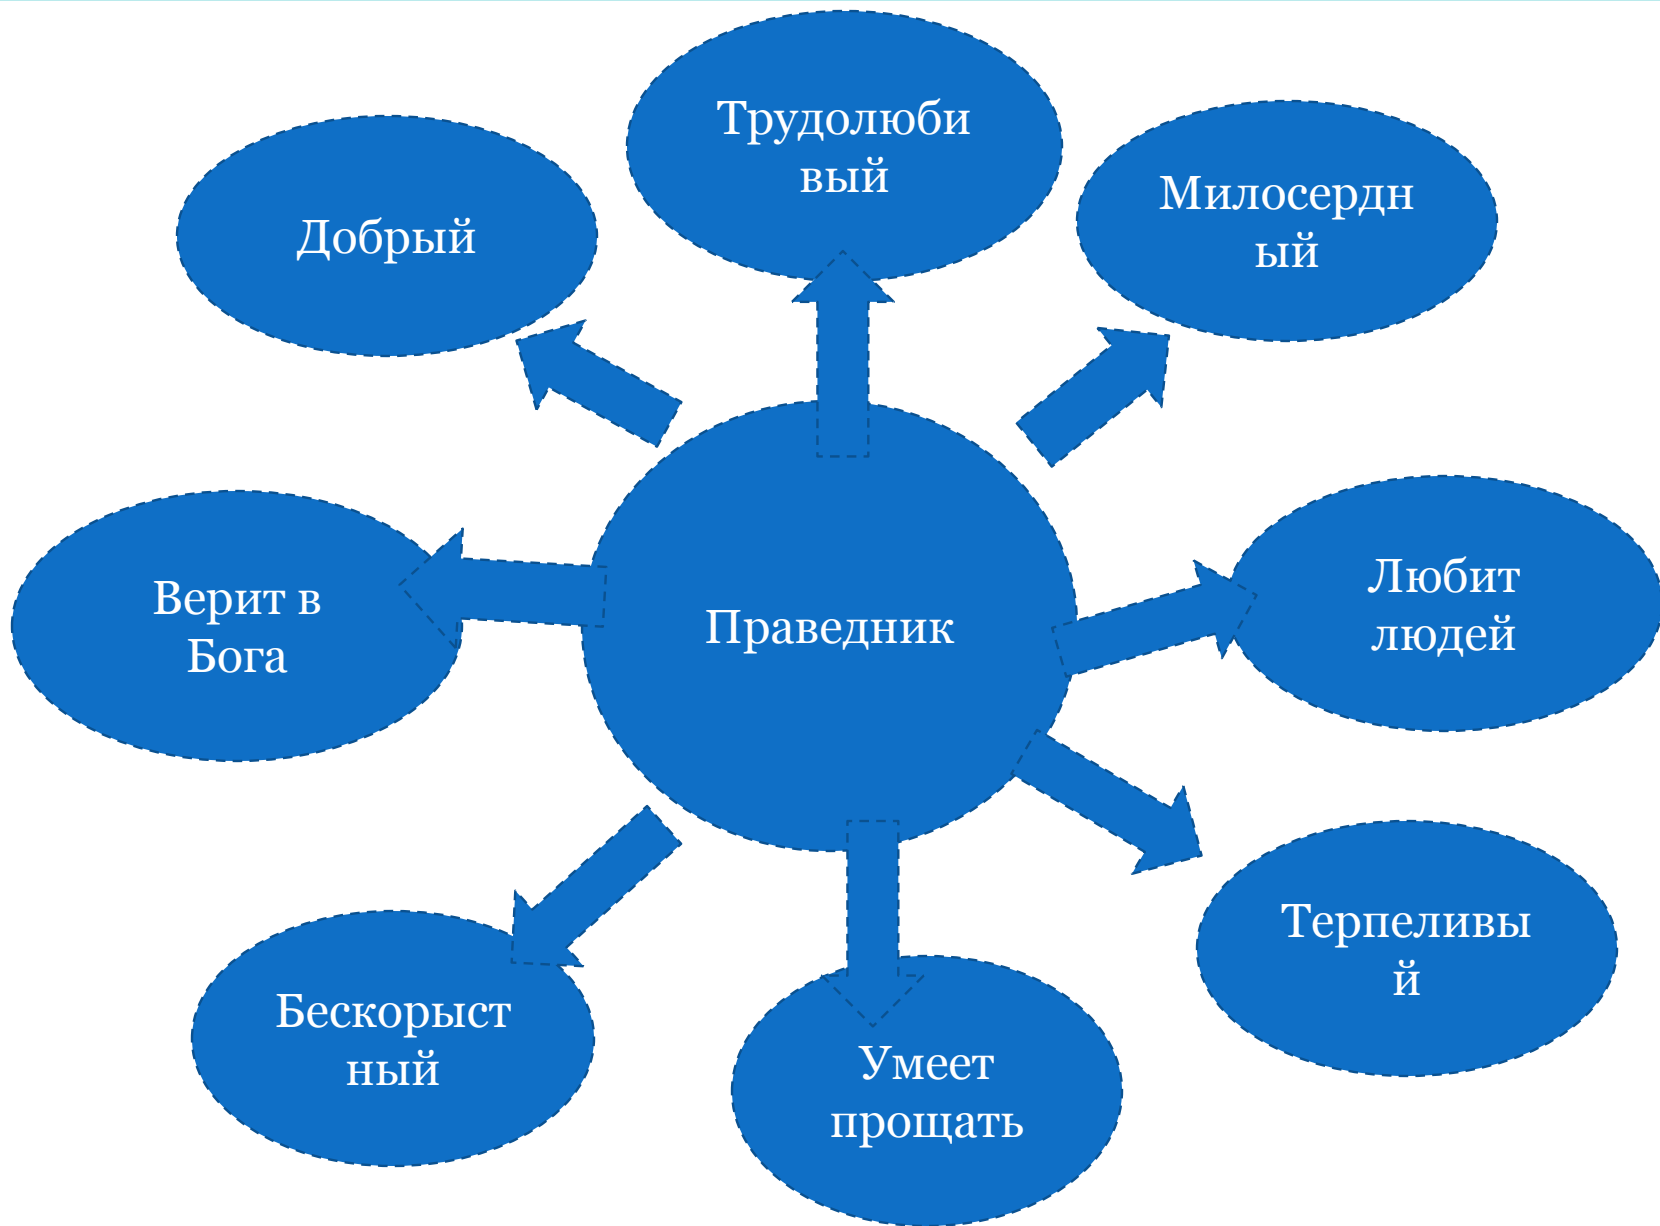 Трудолюби
вый
Добрый
Милосердн
ый
Верит в
Бога
Праведник
Любит
людей
Терпеливы
й
Бескорыст
ный
Умеет
прощать